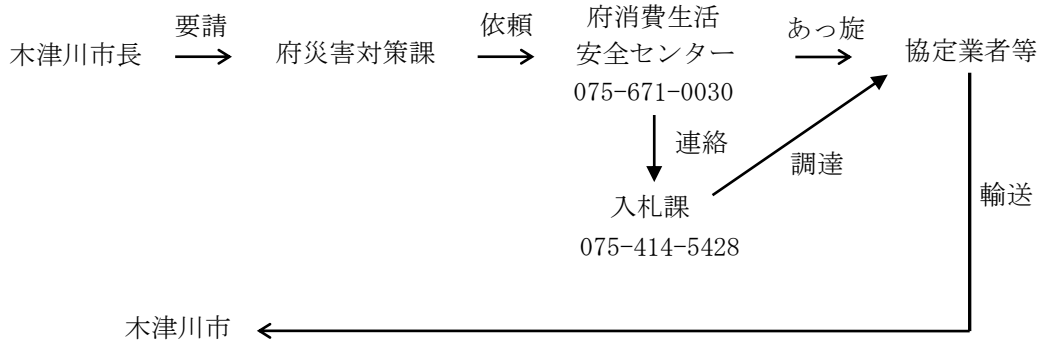 木津川市長
要請
府災害対策課
依頼
府消費生活
安全センター
075-671-0030
あっ旋
協定業者等
連絡
調達
入札課
075-414-5428
輸送
木津川市